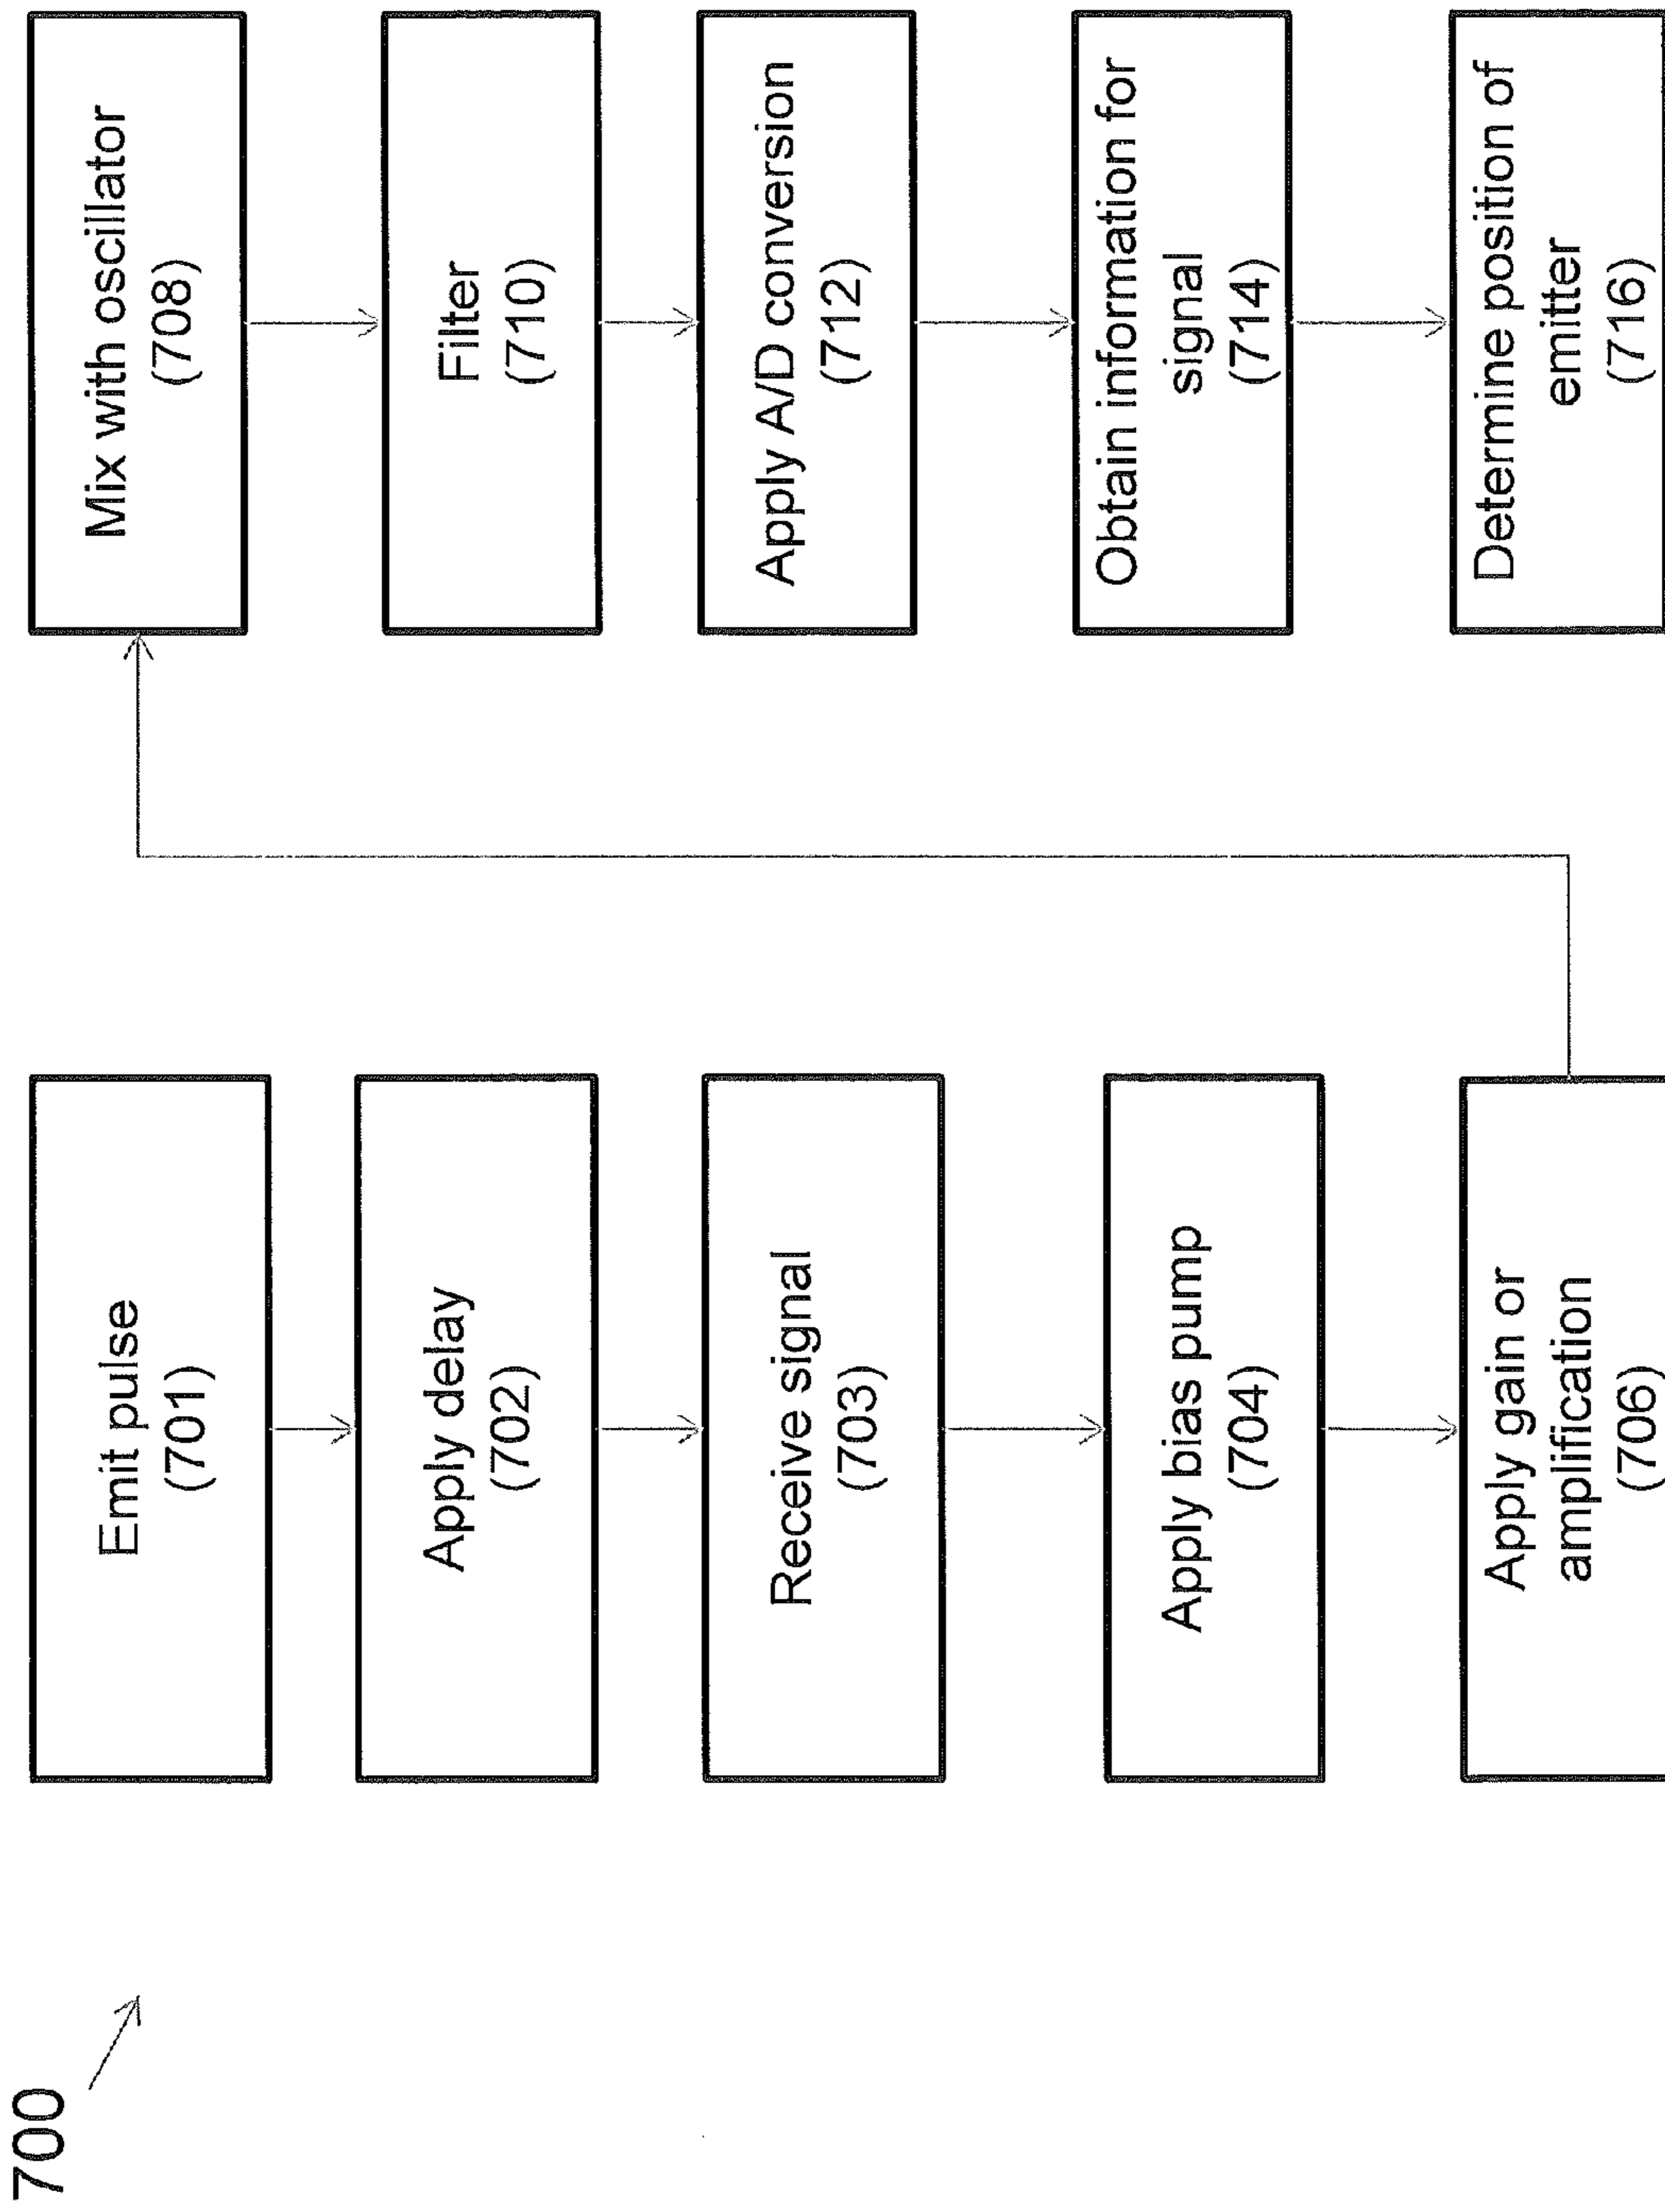 700
Emit pulse
(701)
Apply delay
(702)
Receive signal
(703)
Apply bias pump
(704)
Apply gain or
amplification
(706)
Mix with oscillator
(708)
Filter
(710)
Apply A/D conversion
(712)
Obtain information for
signal
(714)
Determine position of
emitter
(716)